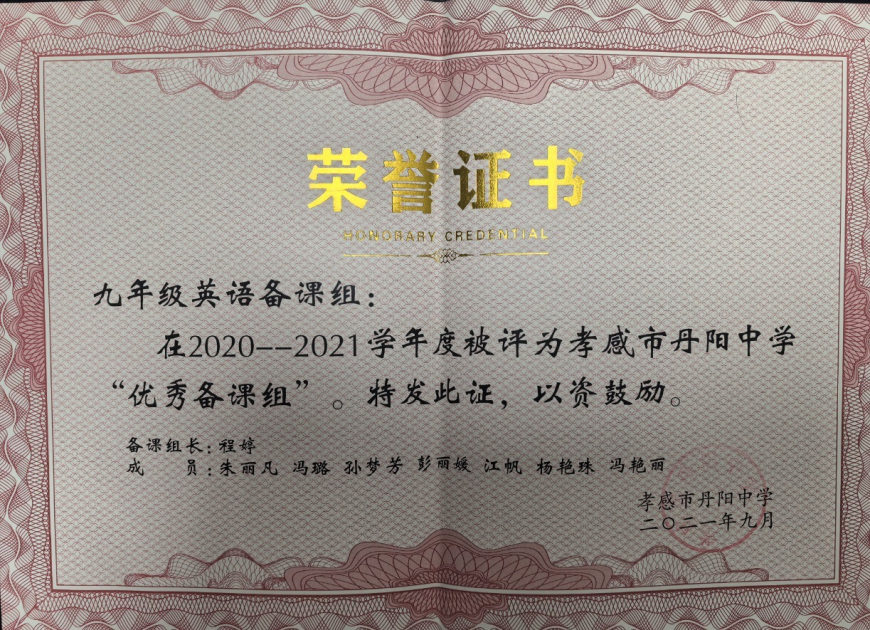 荣誉证书
HONORARY CREDENTIAL
九年级英语备课组：
在2020--2021学年度被评为孝感市丹阳中学
“优秀备课组”。特发此证，以资鼓励。
备课组长：程婷
成　员：朱丽凡 冯璐 孙梦芳 彭丽媛 江帆 杨艳珠 冯艳丽
孝感市丹阳中学
二〇二一年九月